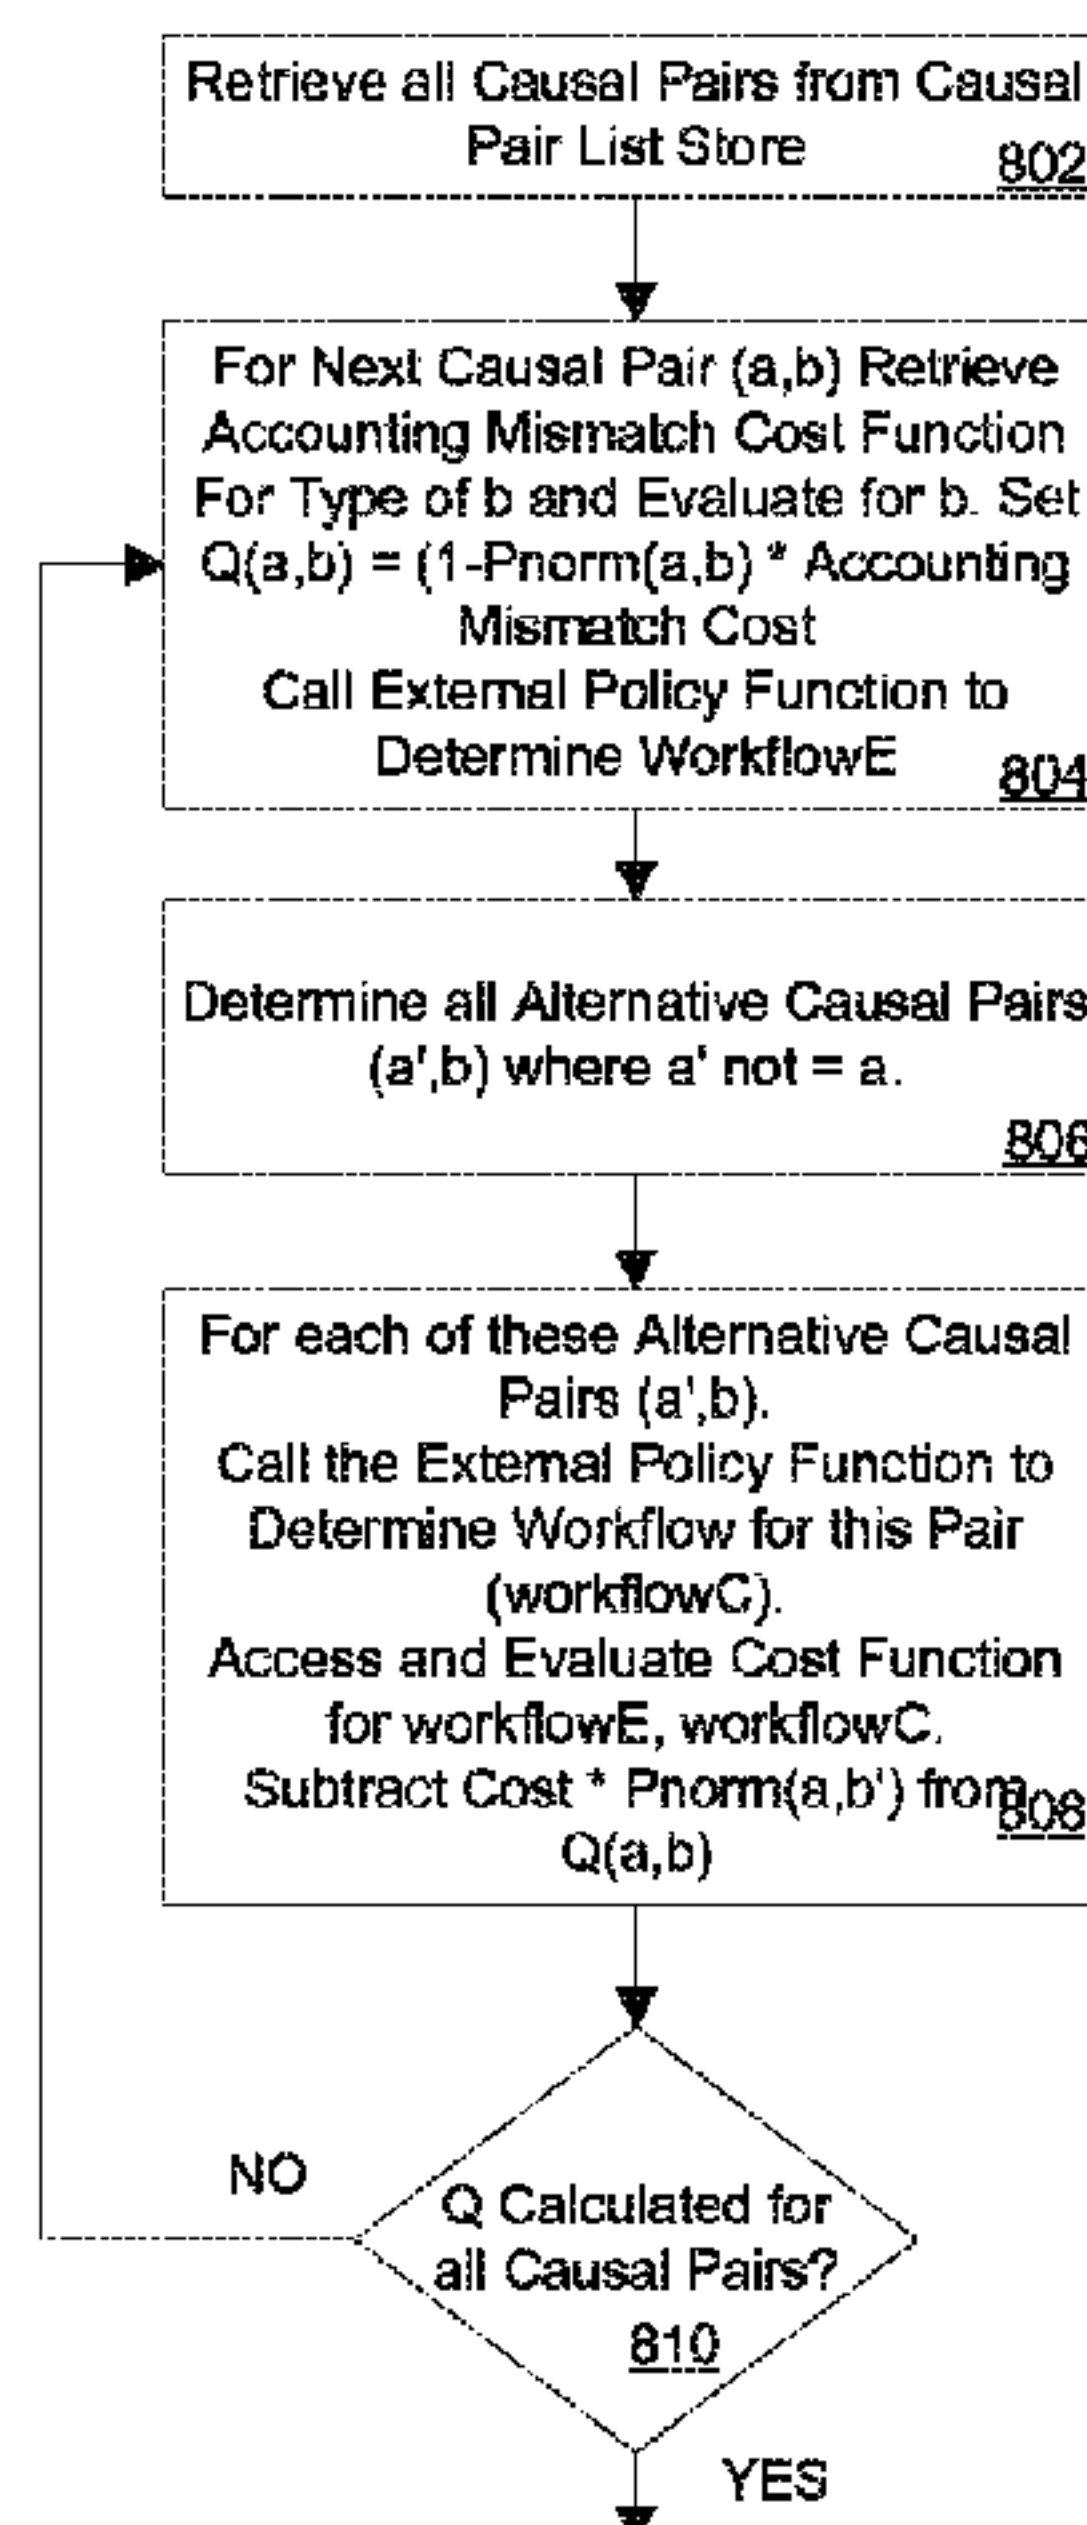 Retrieve all Causal Pairs from Causal
Pair List Store
802
For Next Causal Pair (a,b) Retrieve
Accounting Mismatch Cost Function
For Type of b and Evaluate for b. Set
Q(a,b) = (1-Pnorm(a,b) * Accounting
Mismatch Cost
Call External Policy Function to
Determine WorkflowE
804
Determine all Alternative Causal Pairs
(a',b) where a' not = a.
806
For each of these Alternative Causal
Pairs (a',b).
Call the External Policy Function to
Determine Workflow for this Pair
(workflowC).
Access and Evaluate Cost Function
for workflowE, workflowC.
Subtract Cost * Pnorm(a,b') from
808
Q(a,b)
NO
Q Calculated for
all Causal Pairs?
810
YES